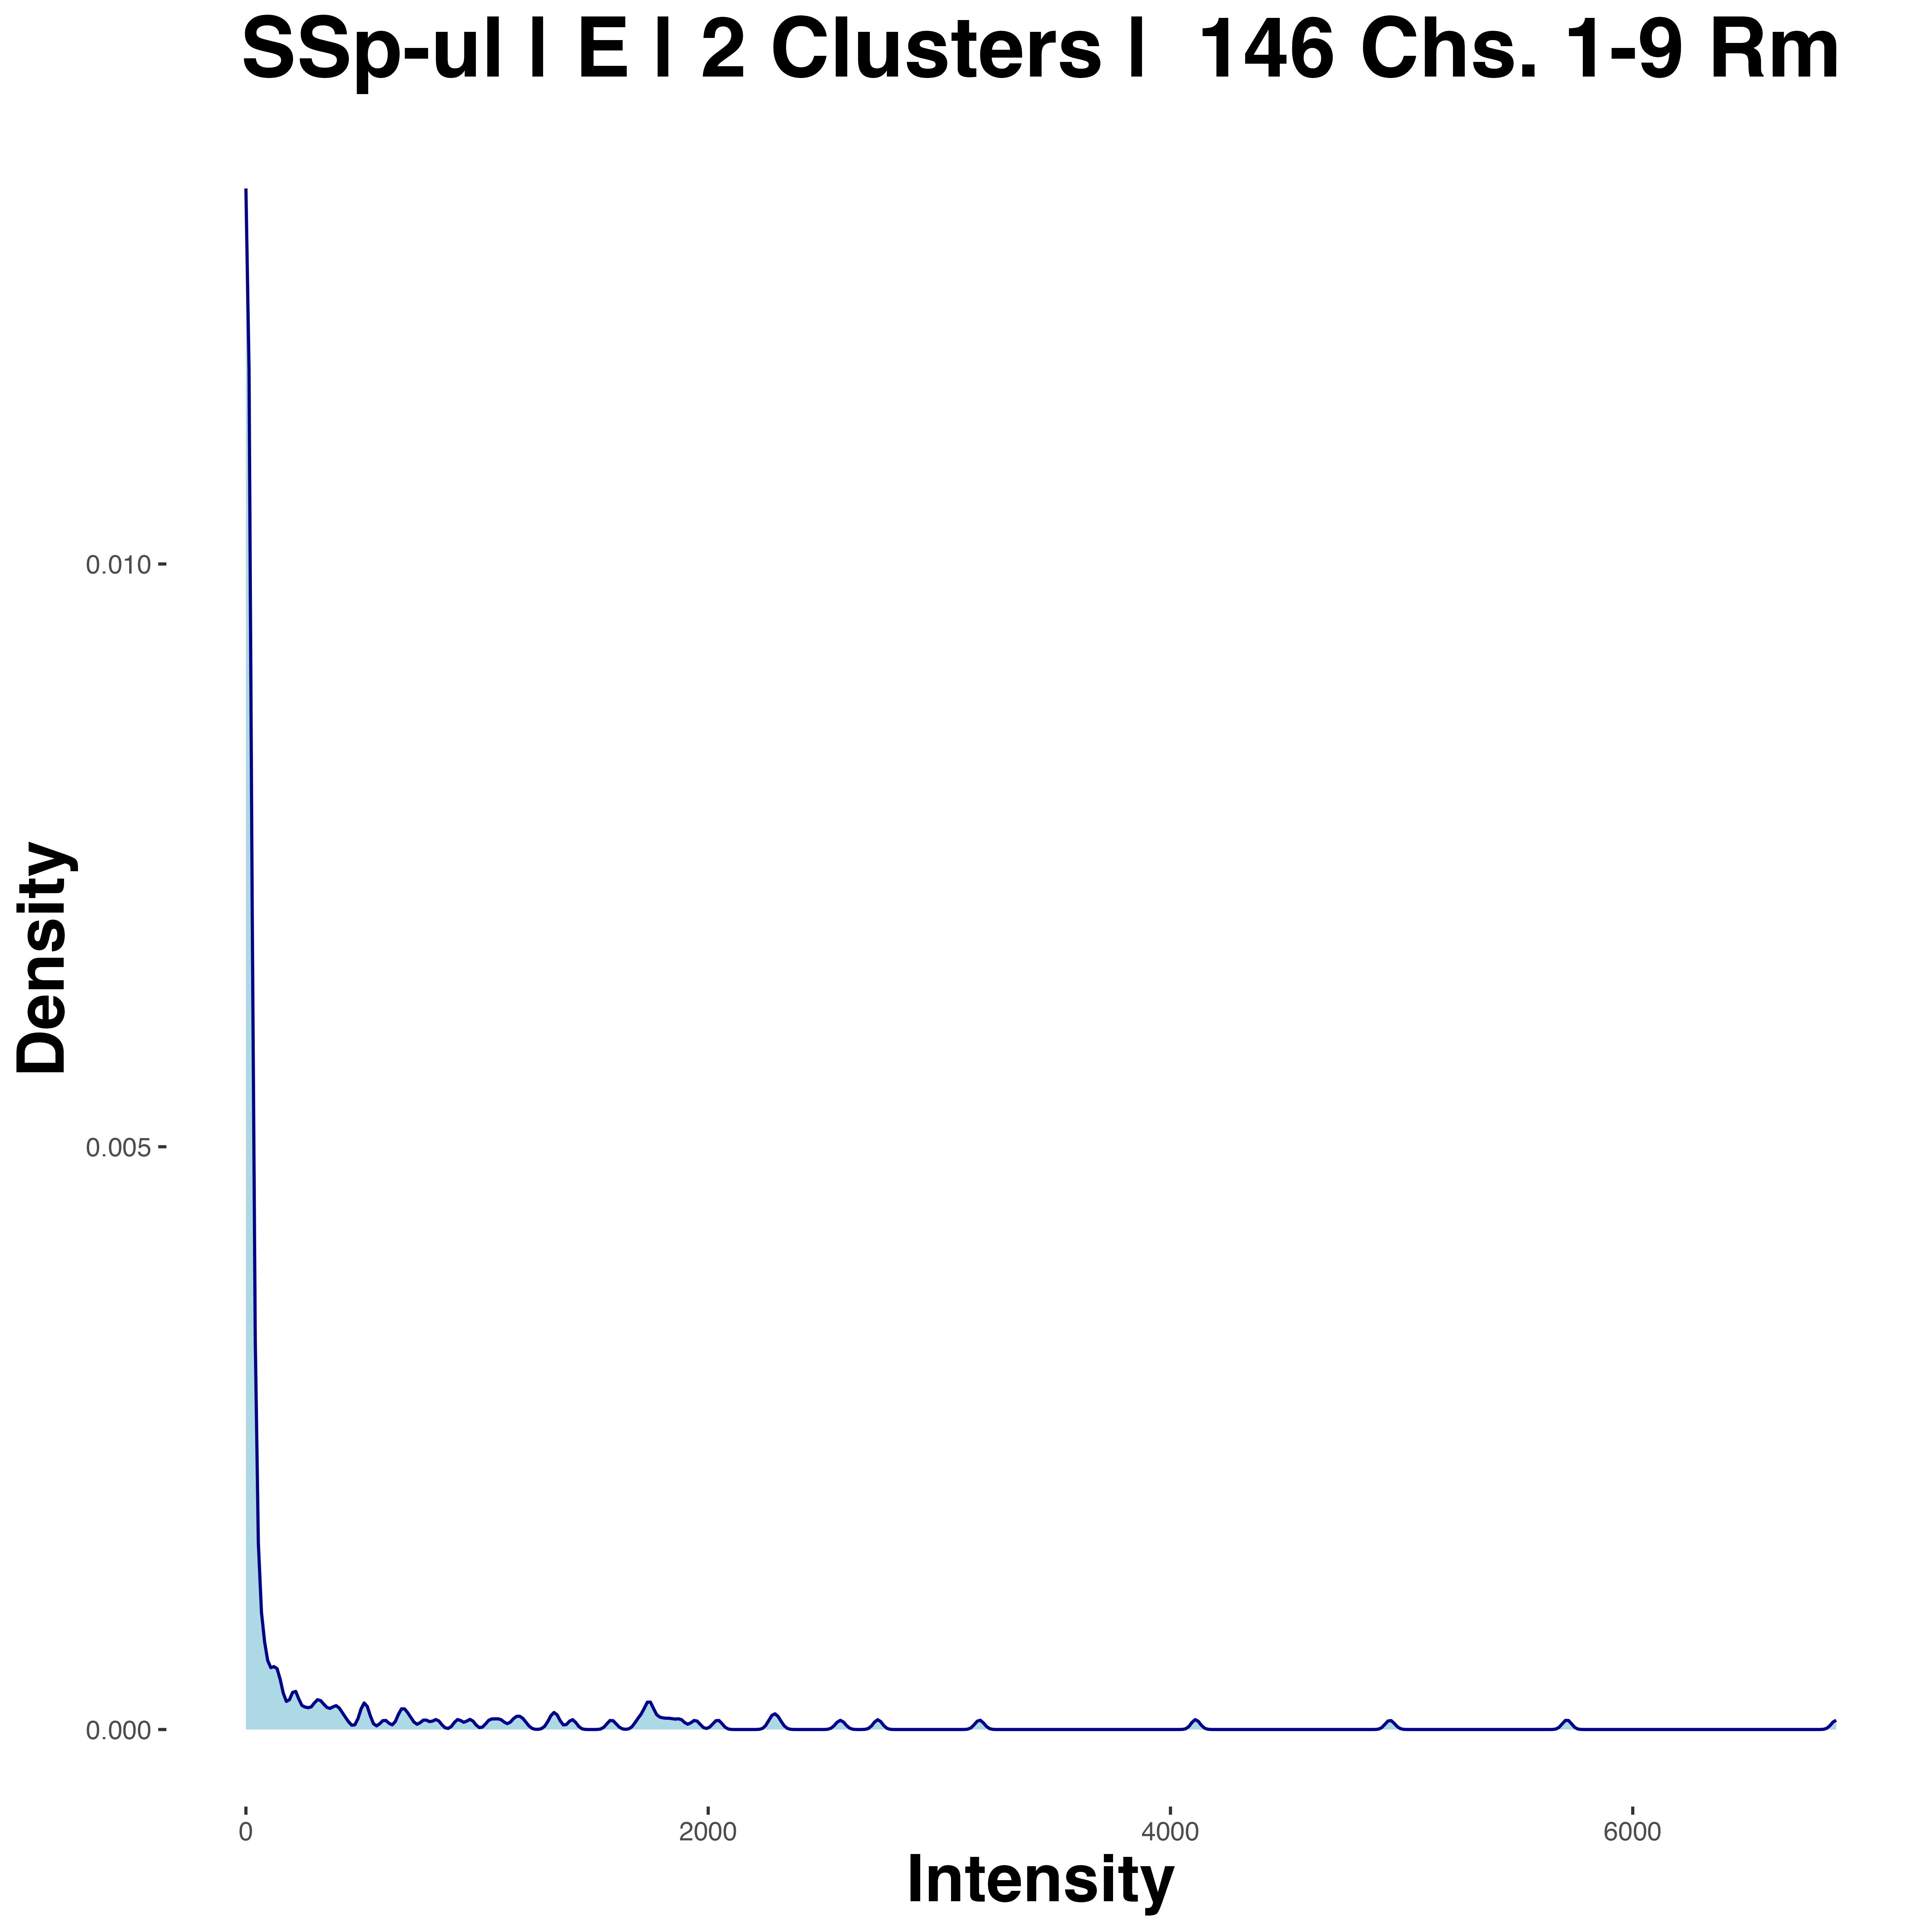 SSp-ul | E | 2 Clusters |  146 Chs. 1-9 Rm
Density
0.010
0.005
0.000
0
2000
4000
6000
Intensity